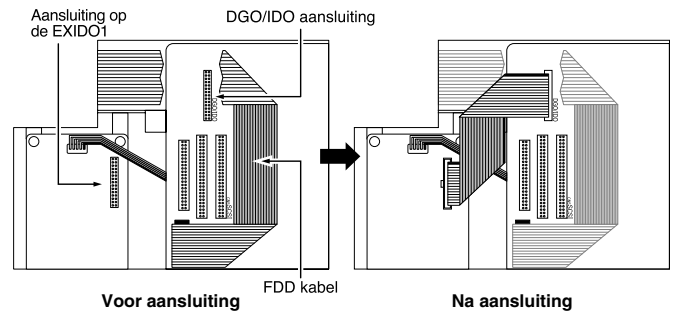 Aansluiting op
de EXIDO1
DGO/IDO aansluiting
FDD kabel
Voor aansluiting
Na aansluiting